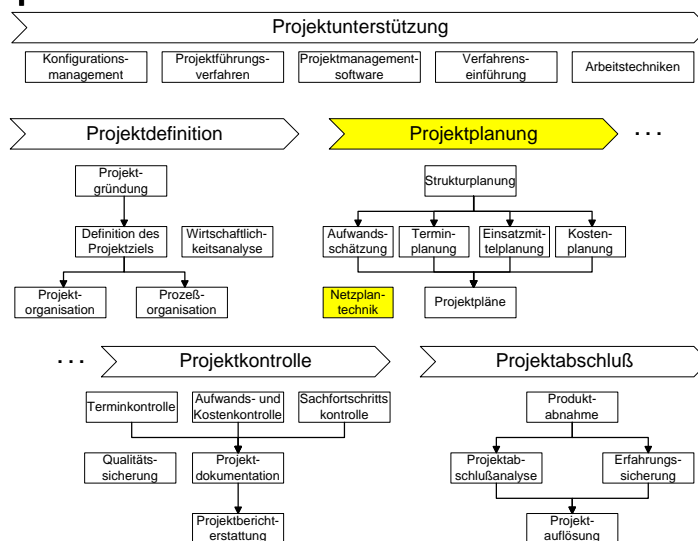 Projektunterstützung
Konfigurations-
management
Projektführungs-
verfahren
Projektmanagement-
software
Verfahrens-
einführung
Arbeitstechniken
Projektdefinition
Projektplanung
. . .
Projekt-
gründung
Definition des
Projektziels
Wirtschaftlich-
keitsanalyse
Projekt-
organisation
Prozeß-
organisation
Strukturplanung
Aufwands-
schätzung
Termin-
planung
Einsatzmit-
telplanung
Kosten-
planung
Netzplan-
technik
Projektpläne
. . .
Projektkontrolle
Projektabschluß
Terminkontrolle
Aufwands- und
Kostenkontrolle
Sachfortschritts
kontrolle
Qualitäts-
sicherung
Projekt-
dokumentation
Projektbericht-
erstattung
Produkt-
abnahme
Projektab-
schlußanalyse
Erfahrungs-
sicherung
Projekt-
auflösung